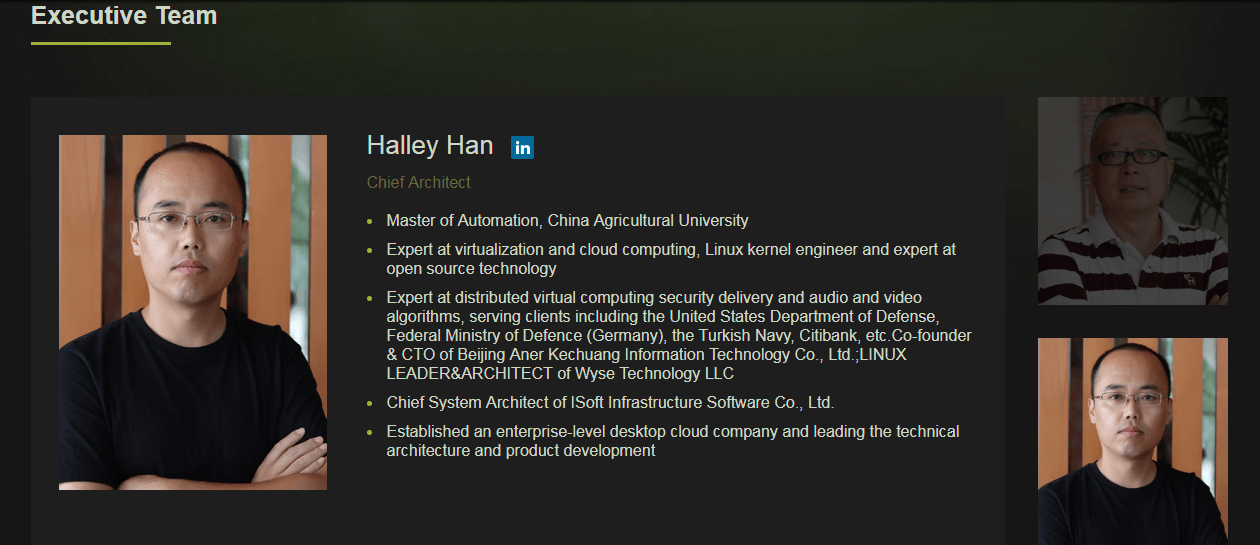 Executive Team
Halley Han in
Chief Architect
Master of Automation, China Agricultural University
Expert at virtualization and cloud computing, Linux kernel engineer and expert at
open source technology
Expert at distributed virtual computing security delivery and audio and video
algorithms, serving clients including the United States Department of Defense,
Federal Ministry of Defence (Germany), the Turkish Navy, Citibank, etc.Co-founder
& CTO of Beijing Aner Kechuang Information Technology Co., Ltd.;LINUX
LEADER&ARCHITECT of Wyse Technology LLC
Chief System Architect of ISoft Infrastructure Software Co., Ltd.
Established an enterprise-level desktop cloud company and leading the technical
architecture and product development